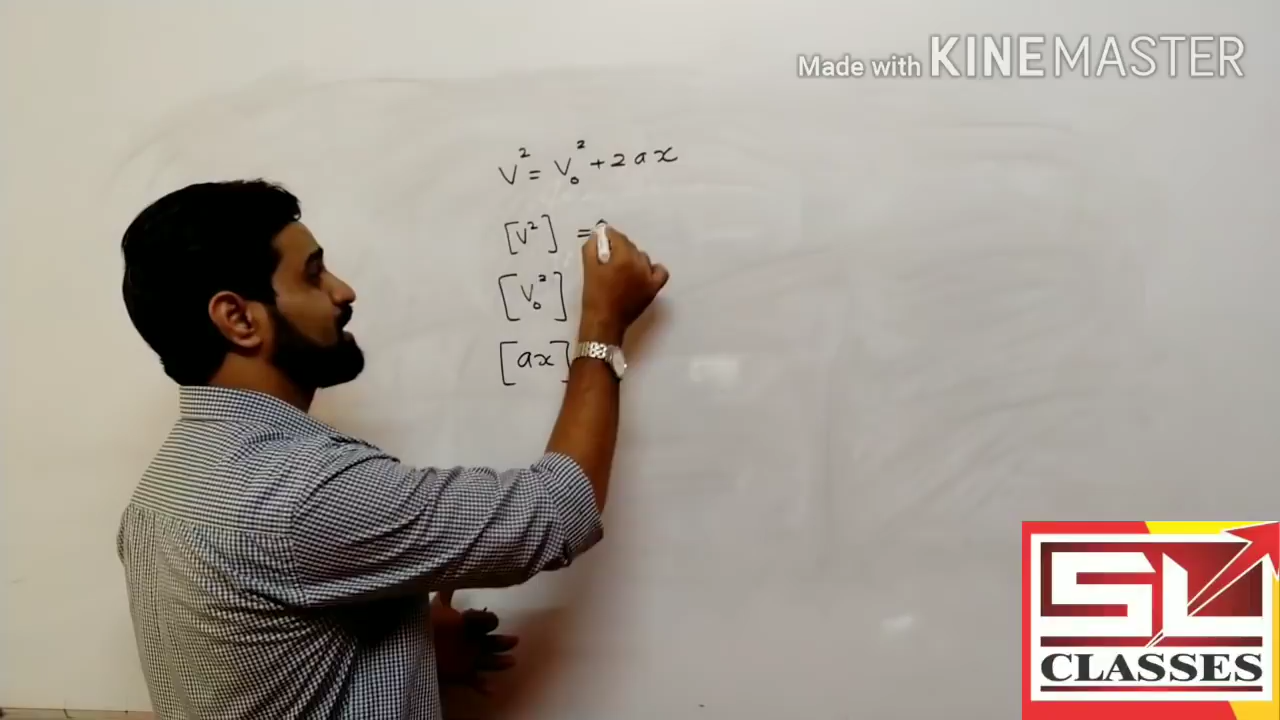 Made with KINEMASTER
V² = V₀² + 2ax
[V²] =
[V₀²]
[ax]
SL
CLASSES